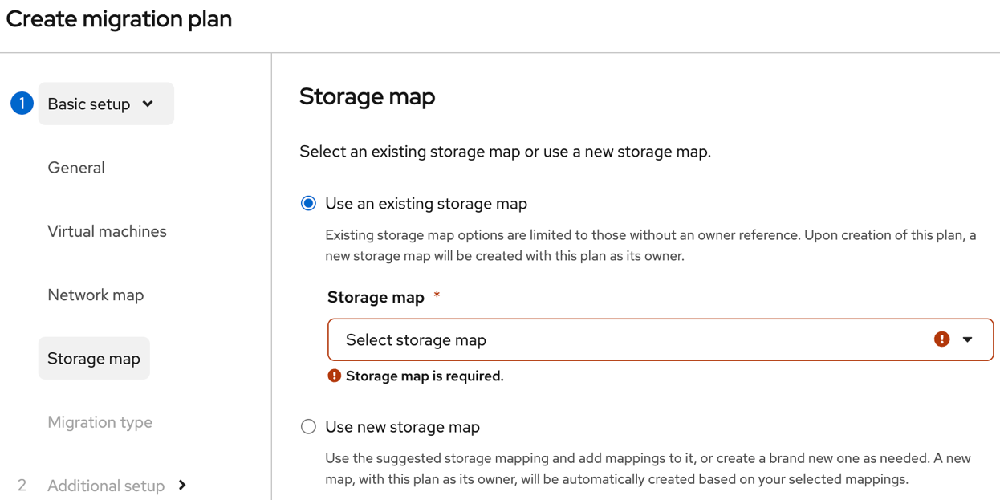 Create migration plan
1 Basic setup
General
Virtual machines
Network map
Storage map
Migration type
2 Additional setup
Storage map
Select an existing storage map or use a new storage map.
Use an existing storage map
Existing storage map options are limited to those without an owner reference. Upon creation of this plan, a
new storage map will be created with this plan as its owner.
Storage map *
Select storage map
Storage map is required.
Use new storage map
Use the suggested storage mapping and add mappings to it, or create a brand new one as needed. A new
map, with this plan as its owner, will be automatically created based on your selected mappings.